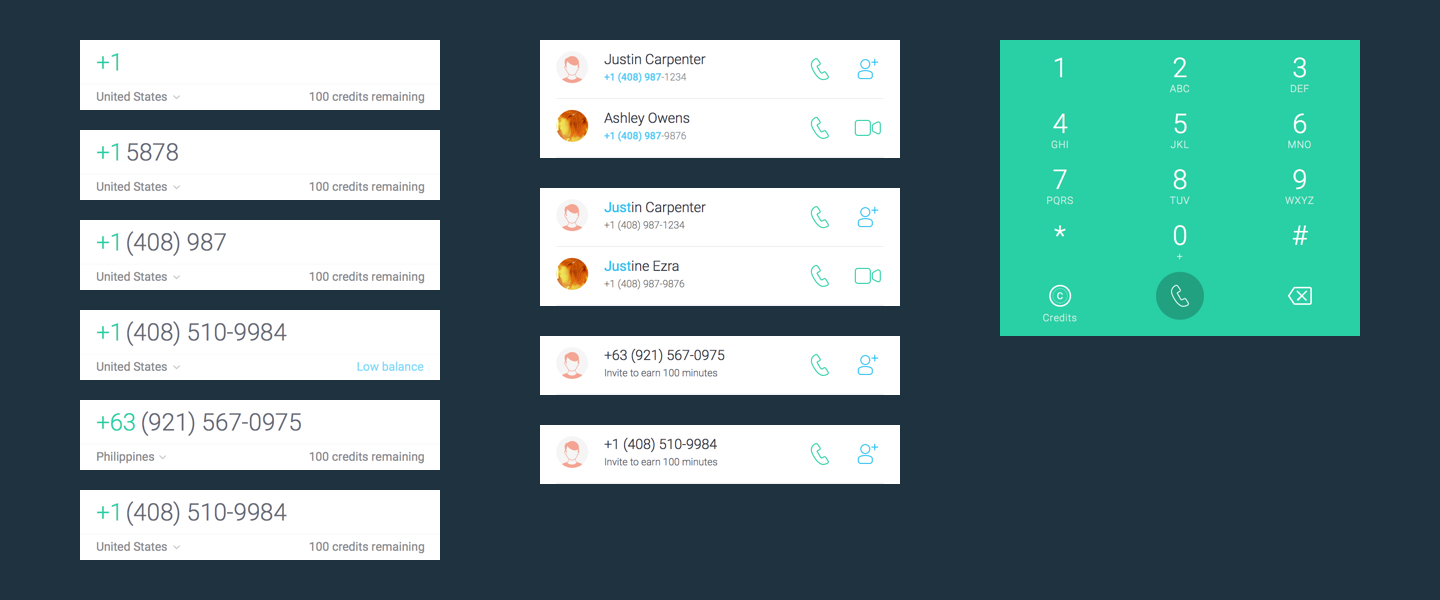 +1
United States 100 credits remaining
+1 5878
United States 100 credits remaining
+1 (408) 987
United States 100 credits remaining
+1 (408) 510-9984
United States Low balance
+63 (921) 567-0975
Philippines 100 credits remaining
+1 (408) 510-9984
United States 100 credits remaining
Justin Carpenter
+1 (408) 987-1234
Ashley Owens
+1 (408) 987-9876
Justin Carpenter
+1 (408) 987-1234
Justine Ezra
+1 (408) 987-9876
+63 (921) 567-0975
Invite to earn 100 minutes
+1 (408) 510-9984
Invite to earn 100 minutes
1 2 3
ABC DEF
4 5 6
GHI JKL MNO
7 8 9
PQRS TUV WXYZ
* 0 #
+
C
Credits